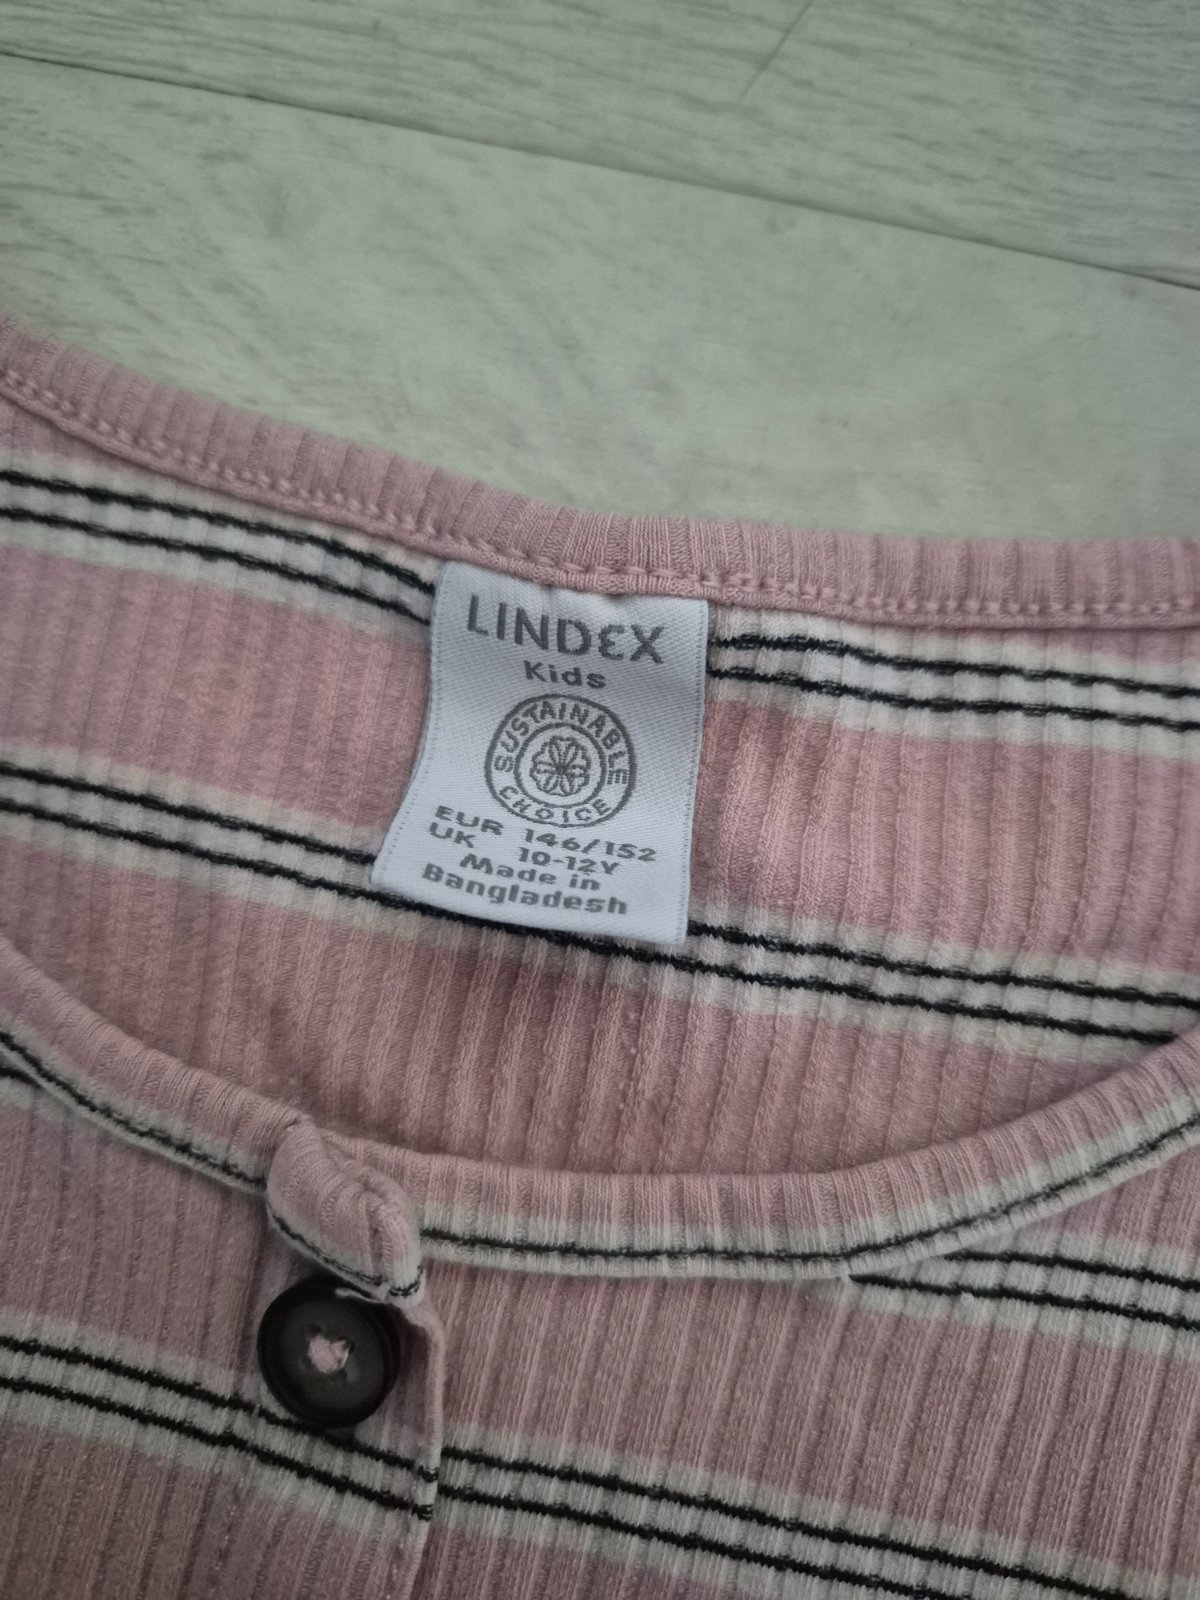 LINDEX
Kids
SUSTAINABLE
CHOICE
EUR 146/152
UK 10-12Y
Made in
Bangladesh